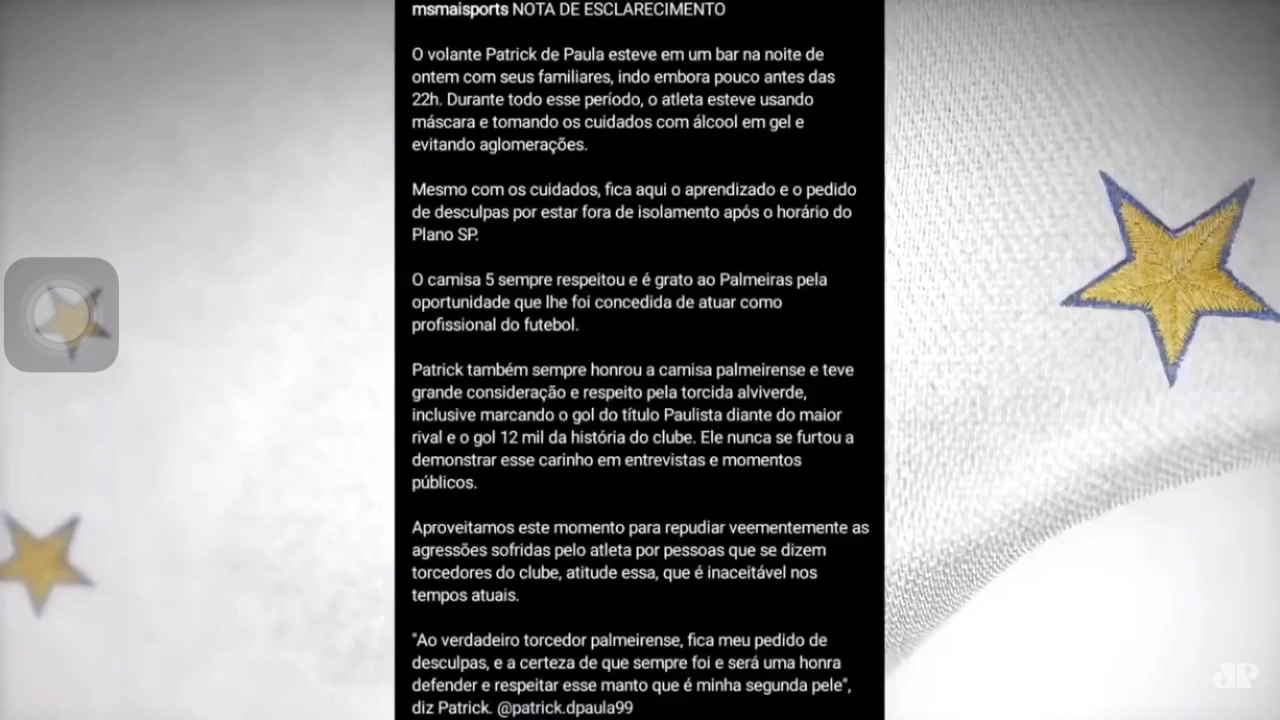 msmaisports NOTA DE ESCLARECIMENTO
O volante Patrick de Paula esteve em um bar na noite de
ontem com seus familiares, indo embora pouco antes das
22h. Durante todo esse período, o atleta esteve usando
máscara e tomando os cuidados com álcool em gel e
evitando aglomerações.
Mesmo com os cuidados, fica aqui o aprendizado e o pedido
de desculpas por estar fora de isolamento após o horário do
Plano SP.
O camisa 5 sempre respeitou e é grato ao Palmeiras pela
oportunidade que lhe foi concedida de atuar como
profissional do futebol.
Patrick também sempre honrou a camisa palmeirense e teve
grande consideração e respeito pela torcida alviverde,
inclusive marcando o gol do título Paulista diante do maior
rival e o gol 12 mil da história do clube. Ele nunca se furtou a
demonstrar esse carinho em entrevistas e momentos
públicos.
Aproveitamos este momento para repudiar veementemente as
agressões sofridas pelo atleta por pessoas que se dizem
torcedores do clube, atitude essa, que é inaceitável nos
tempos atuais.
"Ao verdadeiro torcedor palmeirense, fica meu pedido de
desculpas, e a certeza de que sempre foi e será uma honra
defender e respeitar esse manto que é minha segunda pele",
diz Patrick. @patrick.dpaula99
JP